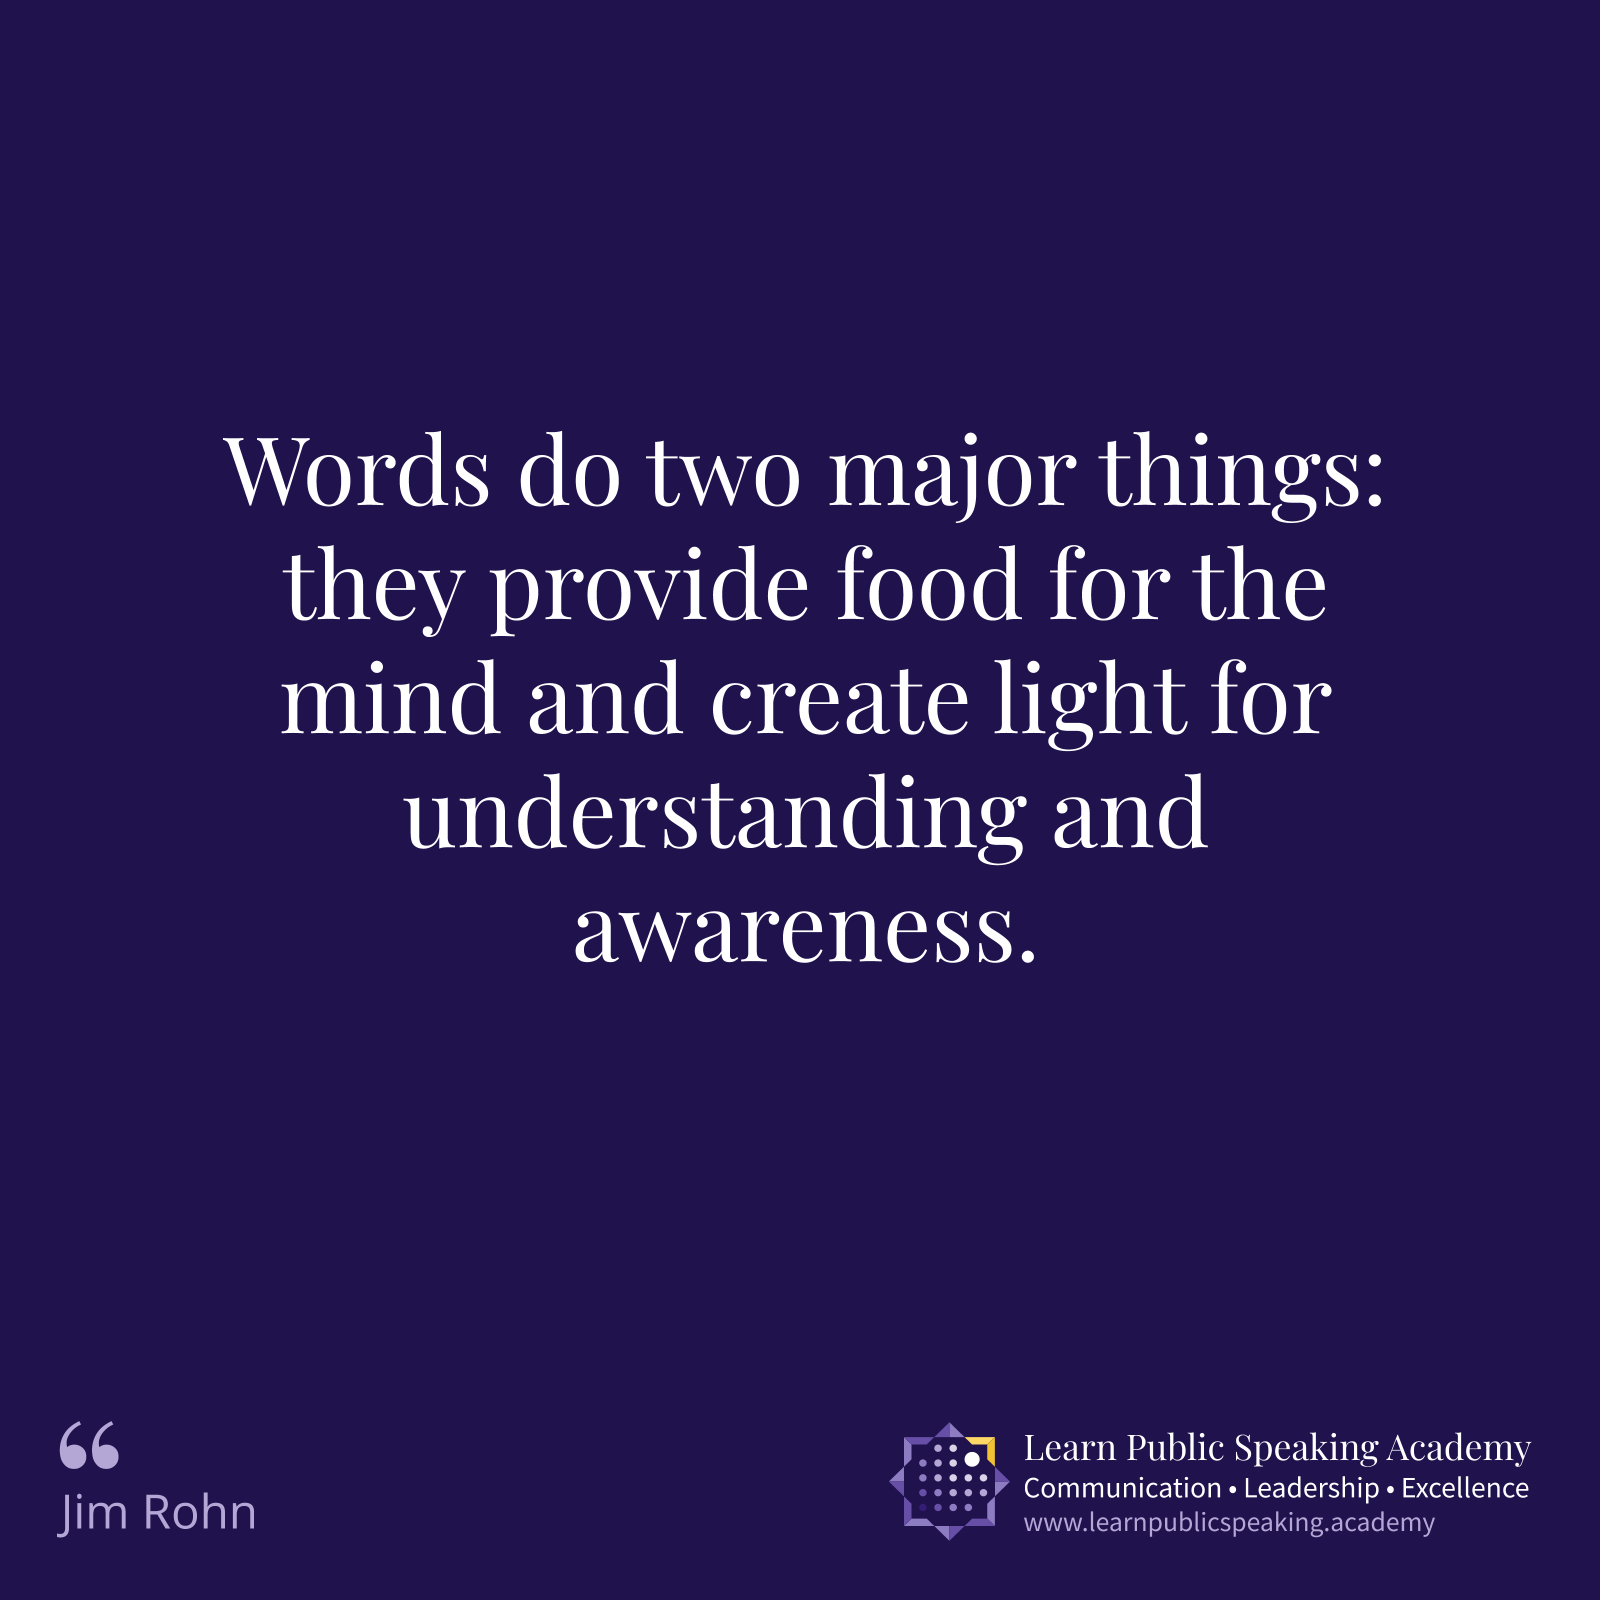 Words do two major things:
they provide food for the
mind and create light for
understanding and
awareness.
“
Jim Rohn
Learn Public Speaking Academy
Communication • Leadership • Excellence
www.learnpublicspeaking.academy